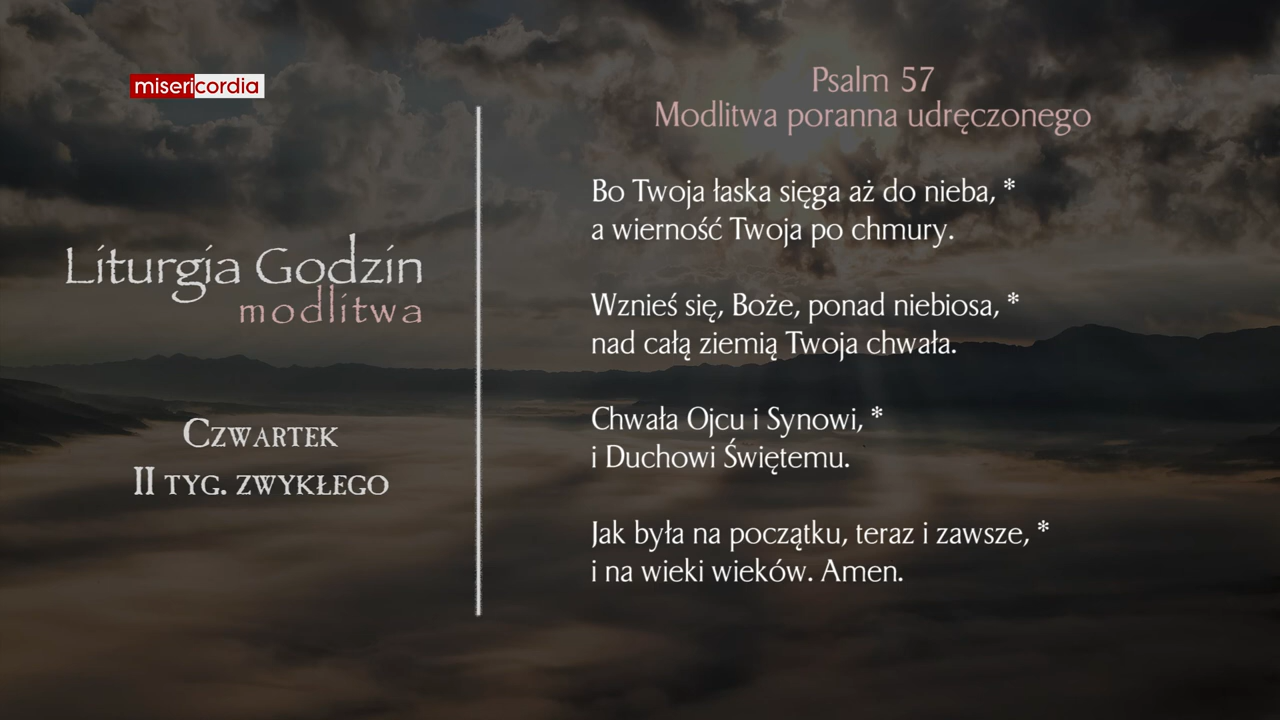 misericordia
Liturgia Godzin
modlitwa
Czwartek
II tyg. zwykłego
Psalm 57
Modlitwa poranna udręczonego
Bo Twoja łaska sięga aż do nieba, *
a wierność Twoja po chmury.
Wznieś się, Boże, ponad niebiosa, *
nad całą ziemią Twoja chwała.
Chwała Ojcu i Synowi, *
i Duchowi Świętemu.
Jak była na początku, teraz i zawsze, *
i na wieki wieków. Amen.